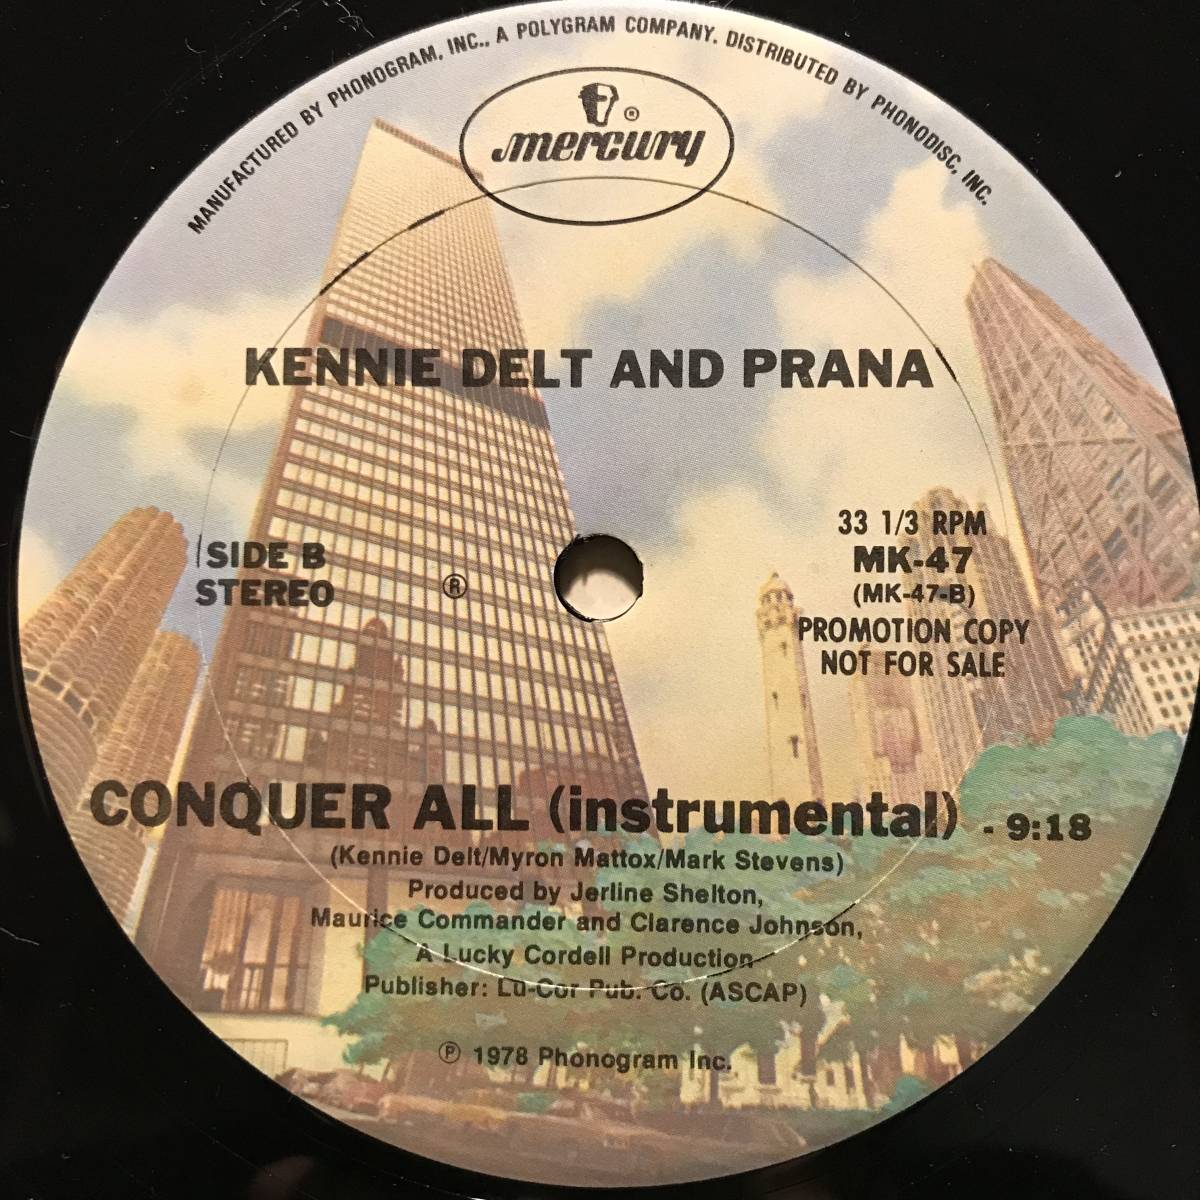 MANUFACTURED BY PHONOGRAM, INC., A POLYGRAM COMPANY. DISTRIBUTED BY PHONODISC, INC.
®
mercury
KENNIE DELT AND PRANA
SIDE B
STEREO
®
33 1/3 RPM
MK-47
(MK-47-B)
PROMOTION COPY
NOT FOR SALE
CONQUER ALL (instrumental) - 9:18
(Kennie Delt/Myron Mattox/Mark Stevens)
Produced by Jerline Shelton,
Maurice Commander and Clarence Johnson,
A Lucky Cordell Production
Publisher: Lu-Cor Pub. Co. (ASCAP)
℗ 1978 Phonogram Inc.